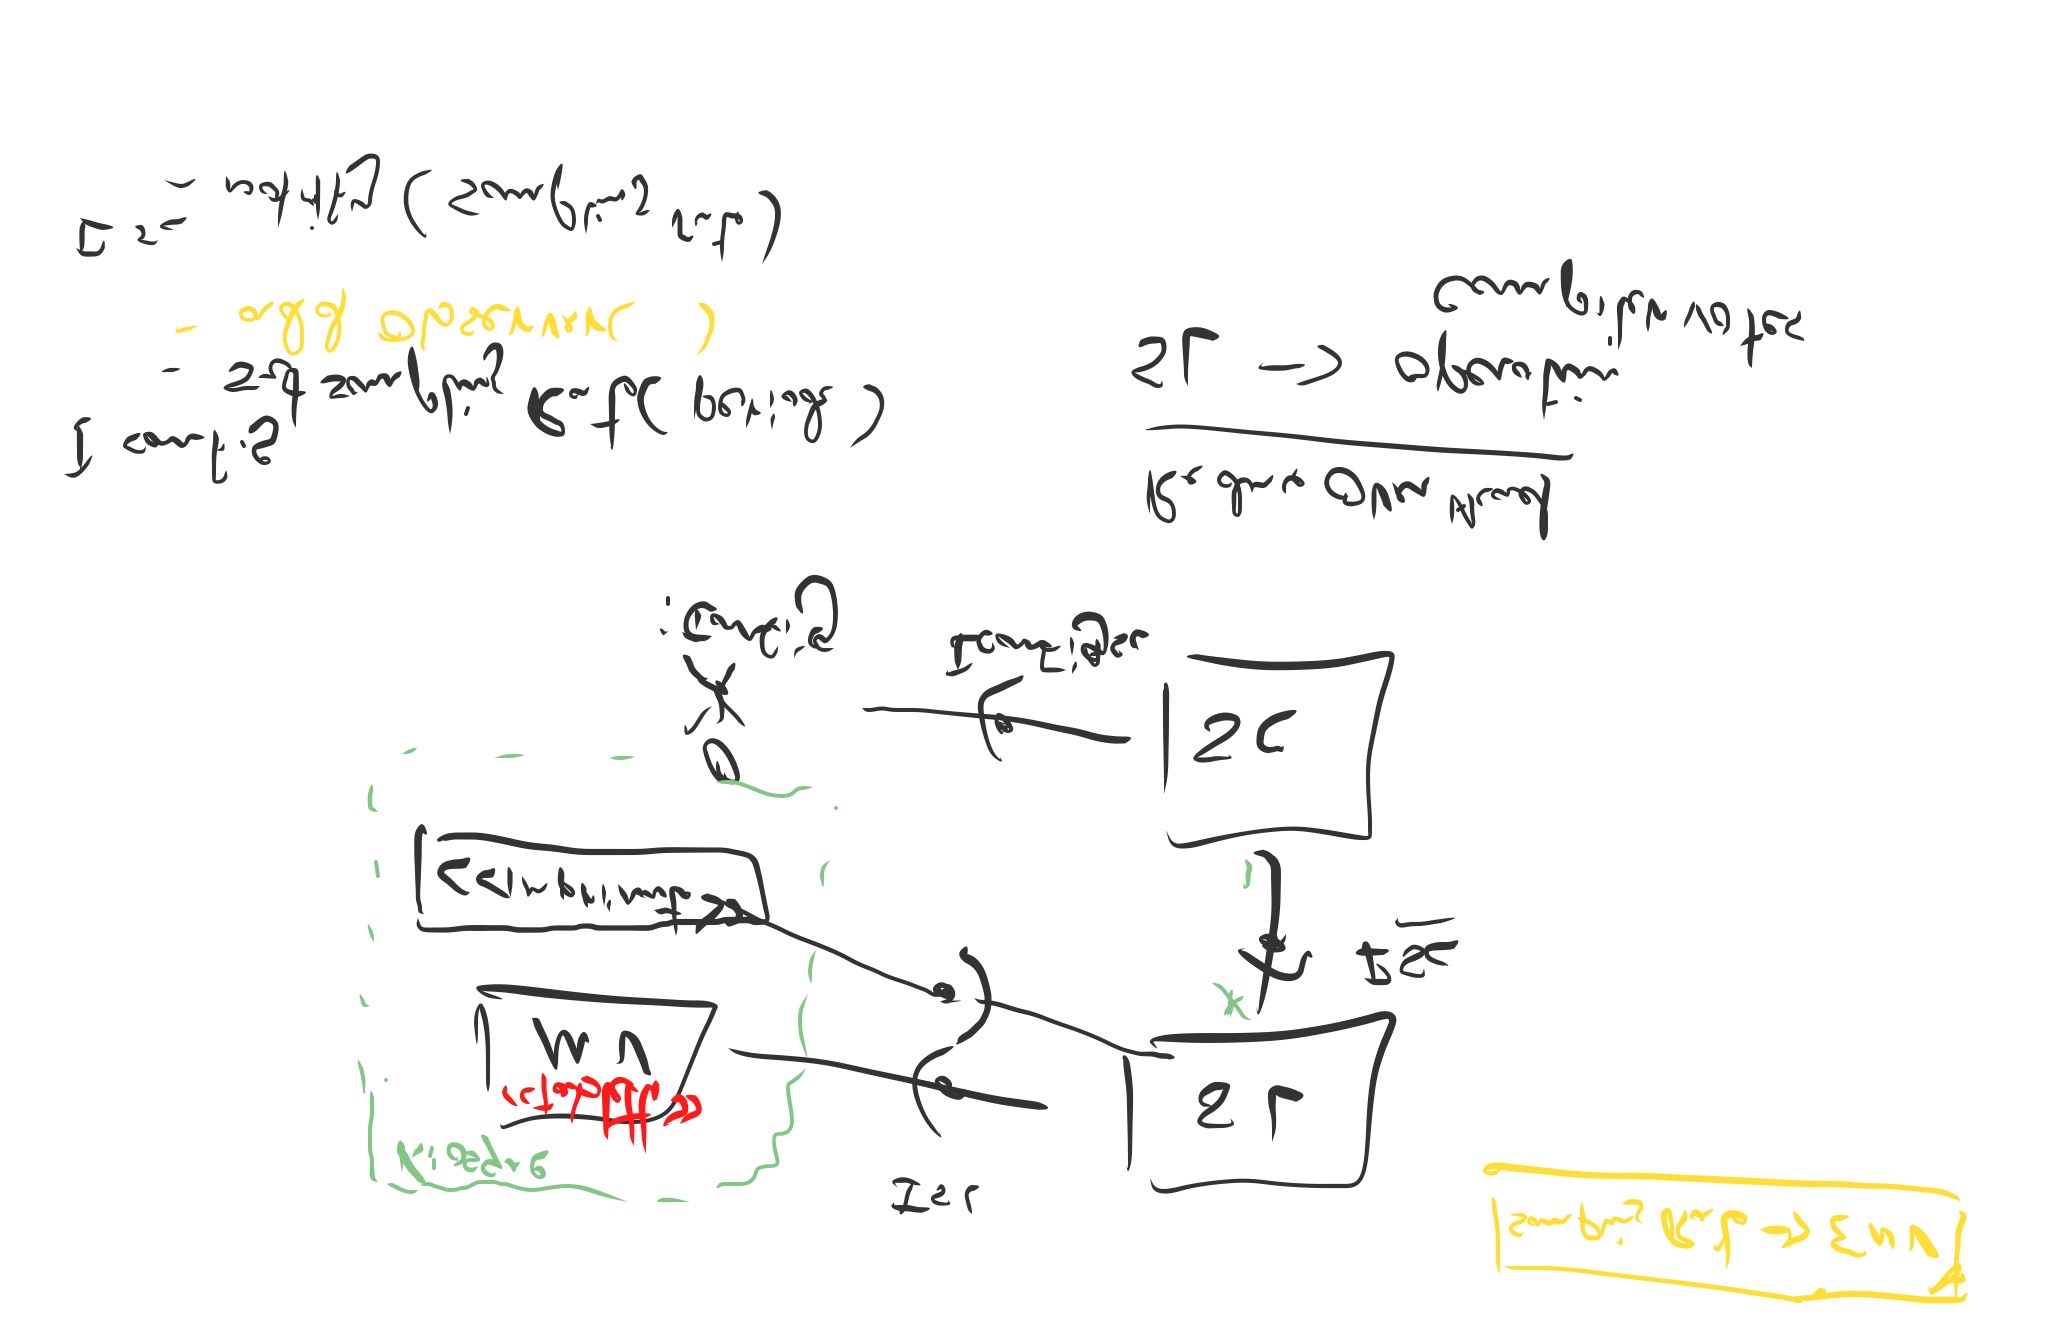 sampling Rate -> ENV
ISL
Kiosque
<<Tablette>>
MV
SL
ISC
<<imprimante>>
SC
IconfigSC
: Config
Reduce OverHead
I config
- set sampling Rate( period )
SL -> operation
- add Observer( )
compiler votes
I sc
- notify ( sampling rate )